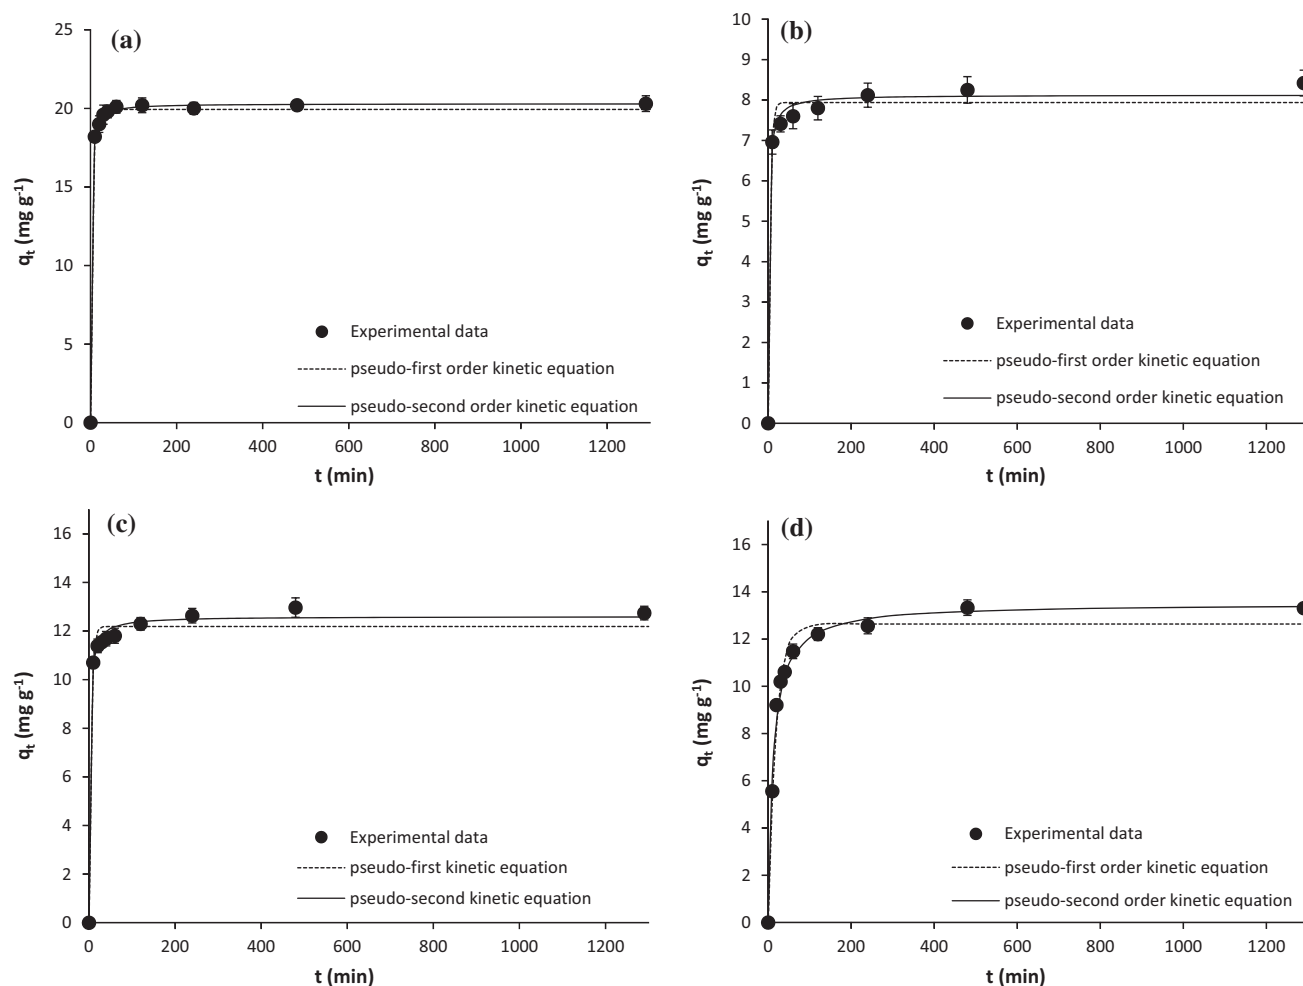 (a)
25
20
15
10
5
0
qt (mg g-1)
0 200 400 600 800 1000 1200
t (min)
Experimental data
pseudo-first order kinetic equation
pseudo-second order kinetic equation
(b)
10
9
8
7
6
5
4
3
2
1
0
qt (mg g-1)
0 200 400 600 800 1000 1200
t (min)
Experimental data
pseudo-first order kinetic equation
pseudo-second order kinetic equation
(c)
16
14
12
10
8
6
4
2
0
qt (mg g-1)
0 200 400 600 800 1000 1200
t (min)
Experimental data
pseudo-first kinetic equation
pseudo-second kinetic equation
(d)
16
14
12
10
8
6
4
2
0
qt (mg g-1)
0 200 400 600 800 1000 1200
t (min)
Experimental data
pseudo-first order kinetic equation
pseudo-second order kinetic equation